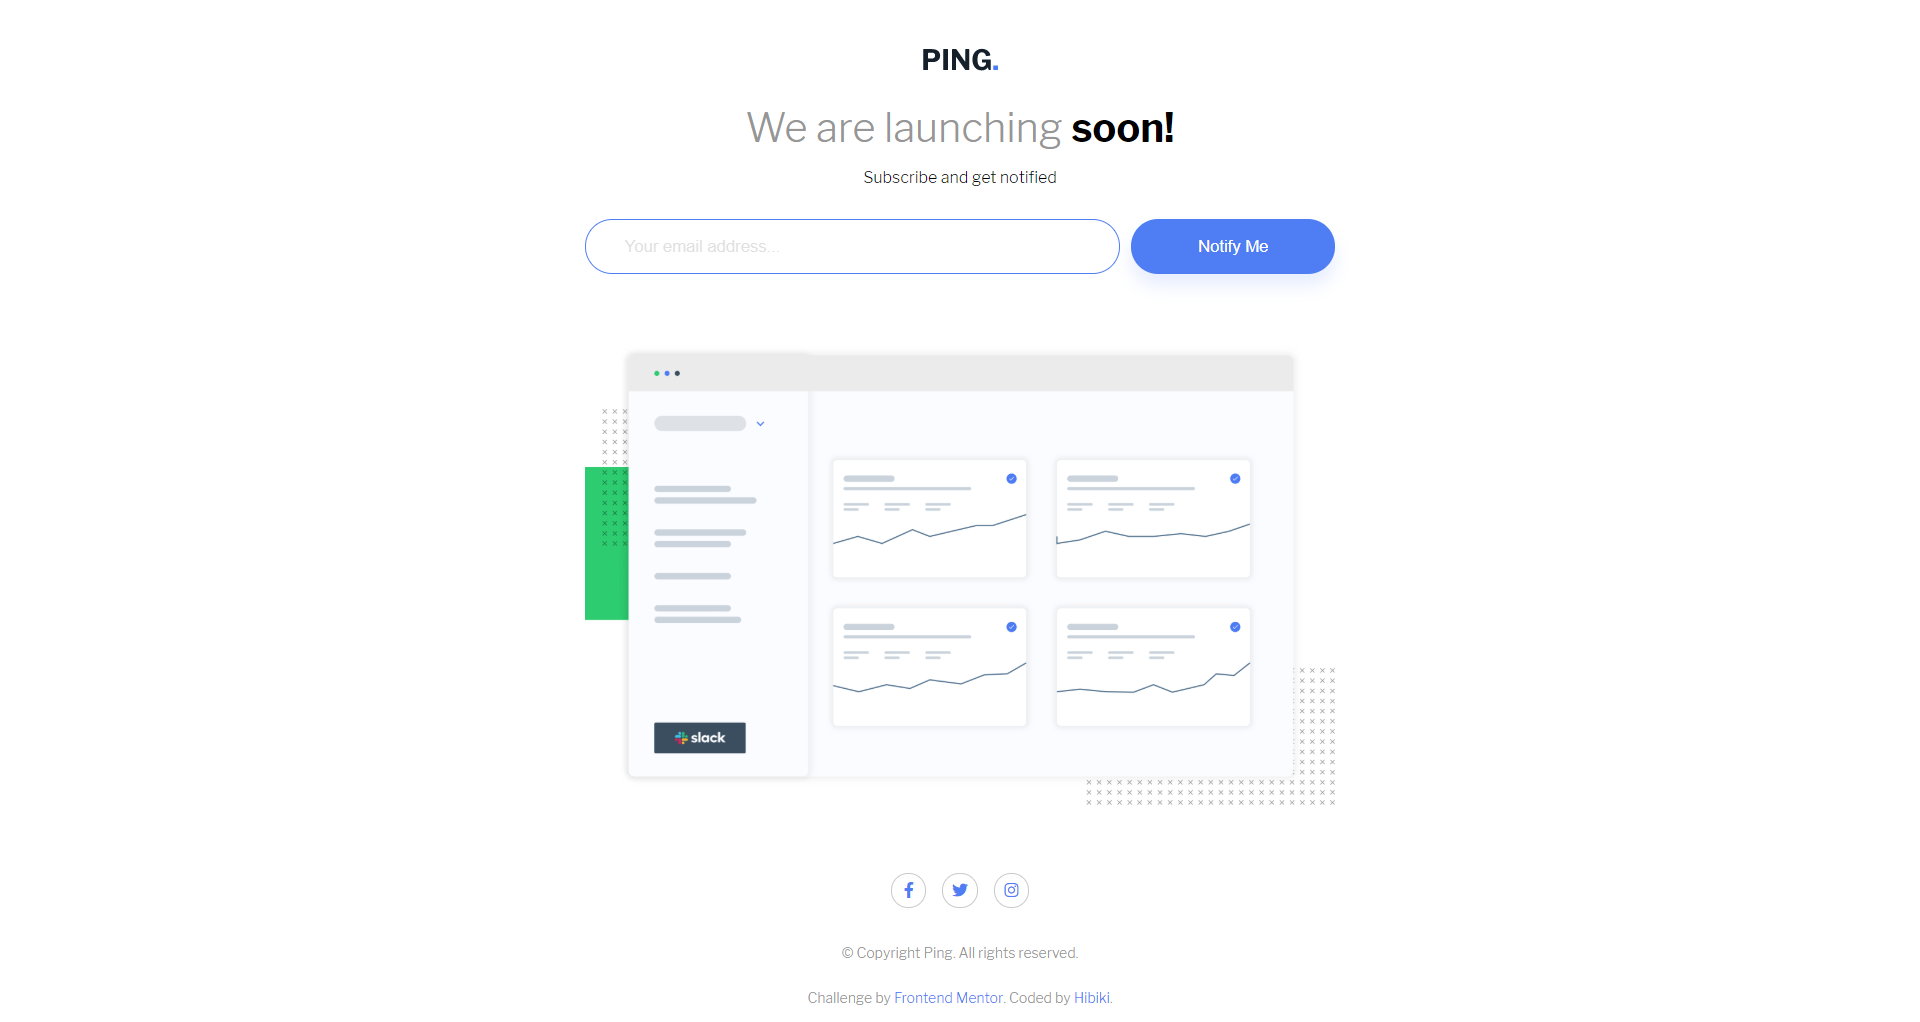 PING.
We are launching soon!
Subscribe and get notified
Your email address...
Notify Me
slack
© Copyright Ping. All rights reserved.
Challenge by Frontend Mentor. Coded by Hibiki.